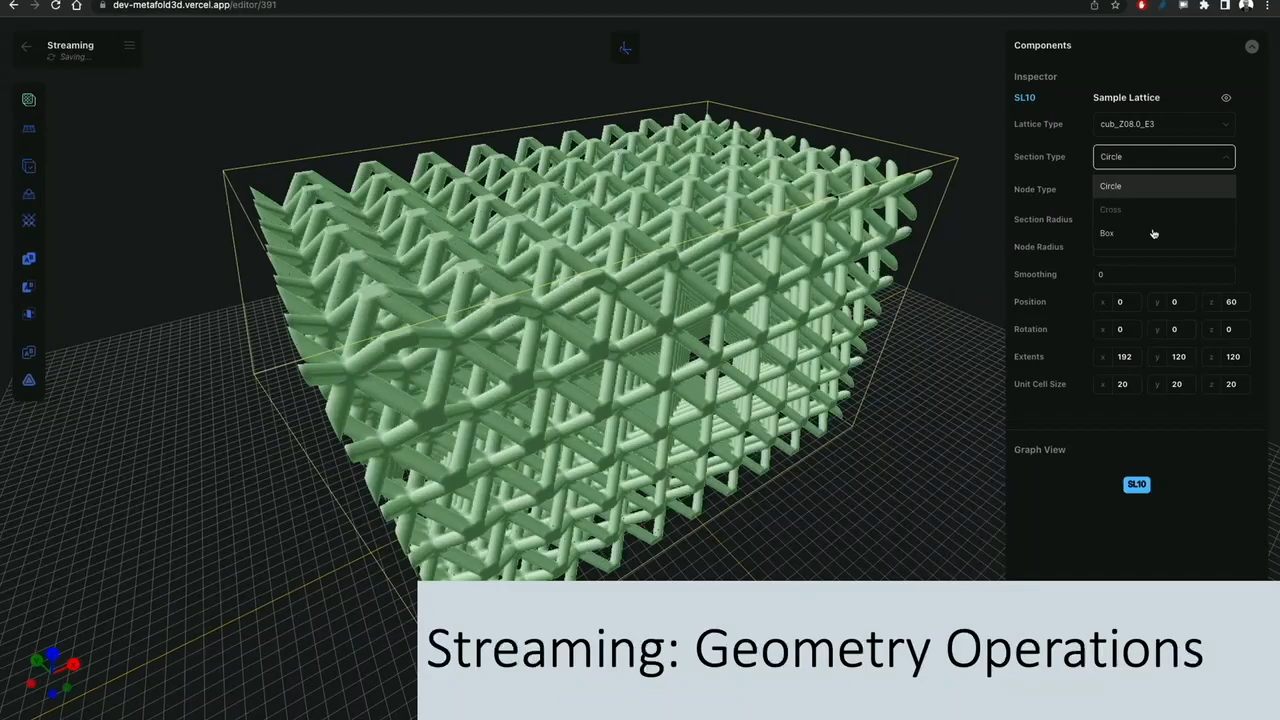 dev-metafold3d.vercel.app/editor/391
Streaming
Saving...
Components
Inspector
SL10 Sample Lattice
Lattice Type cub_Z08.0_E3
Section Type Circle
Circle
Node Type
Cross
Section Radius
Box
Node Radius
Smoothing 0
Position x 0 y 0 z 60
Rotation x 0 y 0 z 0
Extents x 192 y 120 z 120
Unit Cell Size x 20 y 20 z 20
Graph View
SL10
Streaming: Geometry Operations